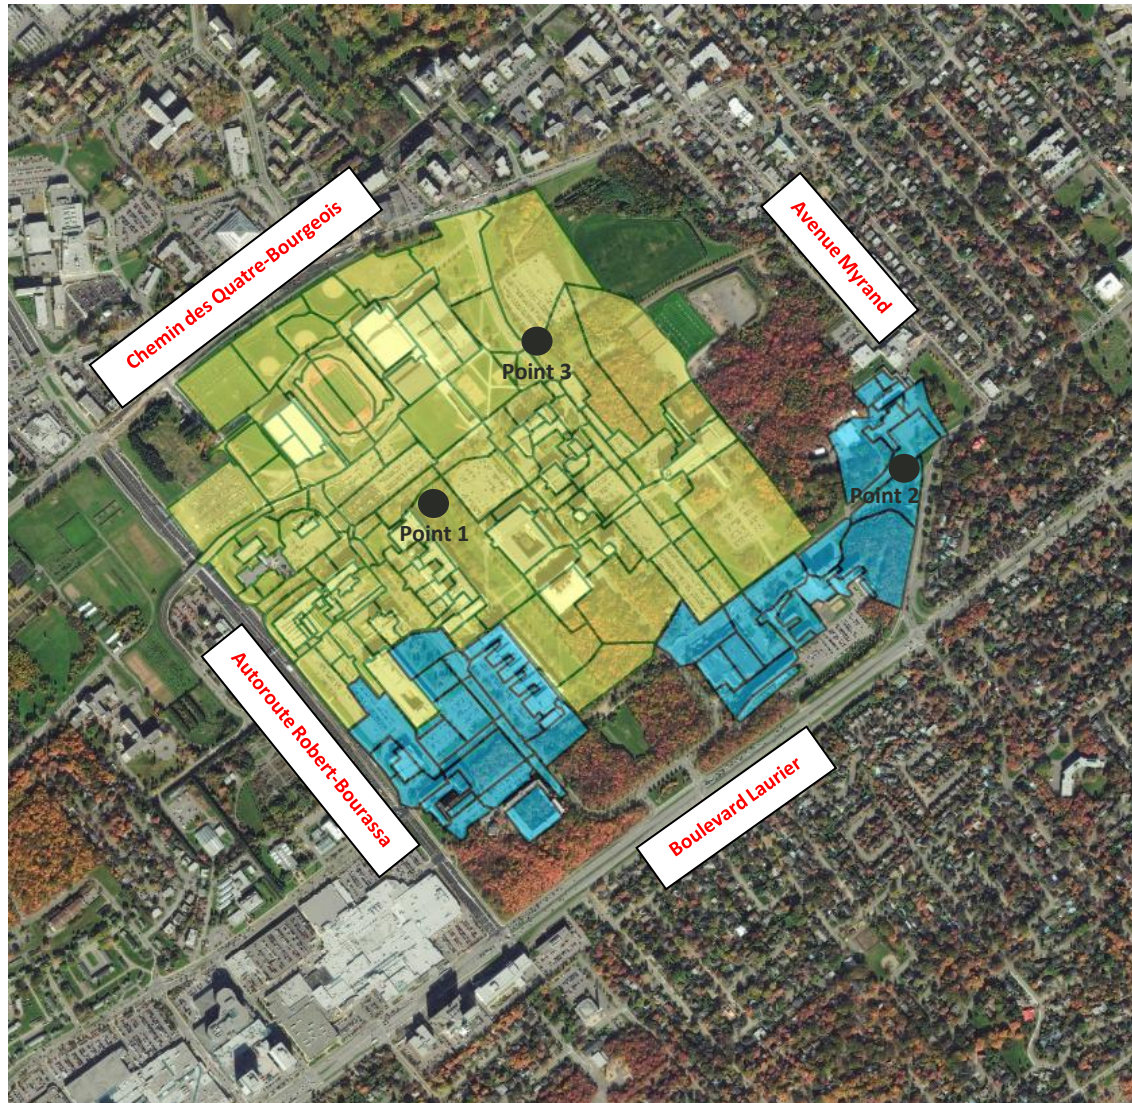 Chemin des Quatre-Bourgeois
Avenue Myrand
Point 3
Point 2
Point 1
Autoroute Robert-Bourassa
Boulevard Laurier